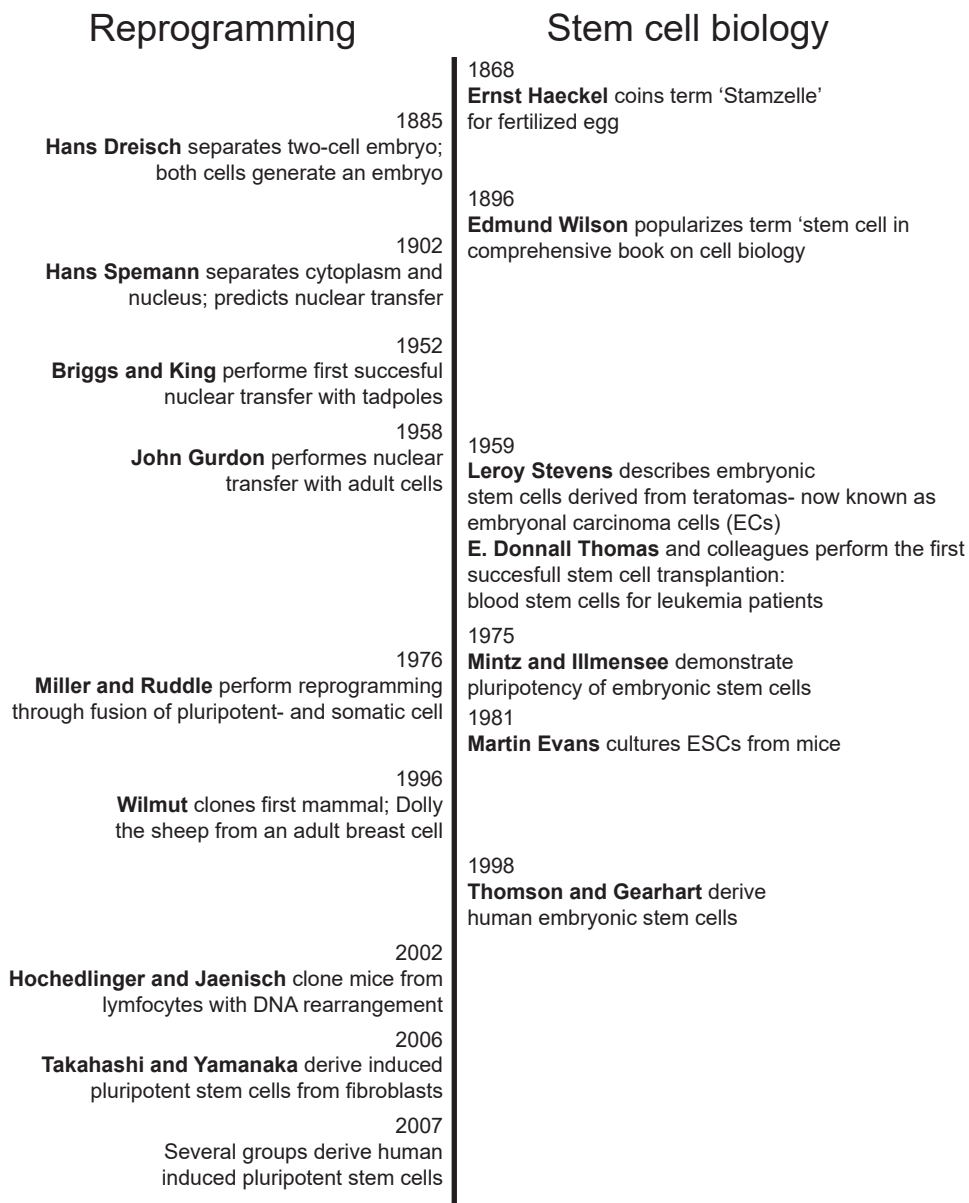 Reprogramming
Stem cell biology
1868
Ernst Haeckel coins term ‘Stamzelle’
for fertilized egg
1885
Hans Dreisch separates two-cell embryo;
both cells generate an embryo
1896
Edmund Wilson popularizes term ‘stem cell in
comprehensive book on cell biology
1902
Hans Spemann separates cytoplasm and
nucleus; predicts nuclear transfer
1952
Briggs and King performe first succesful
nuclear transfer with tadpoles
1958
John Gurdon performes nuclear
transfer with adult cells
1959
Leroy Stevens describes embryonic
stem cells derived from teratomas- now known as
embryonal carcinoma cells (ECs)
E. Donnall Thomas and colleagues perform the first
succesfull stem cell transplantion:
blood stem cells for leukemia patients
1975
Mintz and Illmensee demonstrate
pluripotency of embryonic stem cells
1976
Miller and Ruddle perform reprogramming
through fusion of pluripotent- and somatic cell
1981
Martin Evans cultures ESCs from mice
1996
Wilmut clones first mammal; Dolly
the sheep from an adult breast cell
1998
Thomson and Gearhart derive
human embryonic stem cells
2002
Hochedlinger and Jaenisch clone mice from
lymfocytes with DNA rearrangement
2006
Takahashi and Yamanaka derive induced
pluripotent stem cells from fibroblasts
2007
Several groups derive human
induced pluripotent stem cells